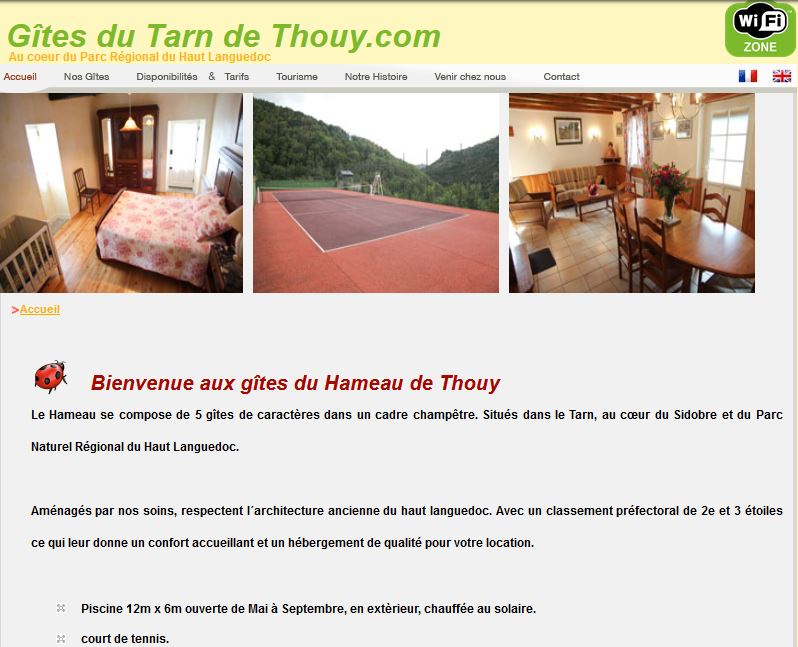 Gîtes du Tarn de Thouy.com
Au coeur du Parc Régional du Haut Languedoc
WiFi
ZONE
Accueil Nos Gîtes Disponibilités & Tarifs Tourisme Notre Histoire Venir chez nous Contact
>Accueil
Bienvenue aux gîtes du Hameau de Thouy
Le Hameau se compose de 5 gîtes de caractères dans un cadre champêtre. Situés dans le Tarn, au cœur du Sidobre et du Parc
Naturel Régional du Haut Languedoc.
Aménagés par nos soins, respectent l´architecture ancienne du haut languedoc. Avec un classement préfectoral de 2e et 3 étoiles
ce qui leur donne un confort accueillant et un hébergement de qualité pour votre location.
Piscine 12m x 6m ouverte de Mai à Septembre, en extèrieur, chauffée au solaire.
court de tennis.